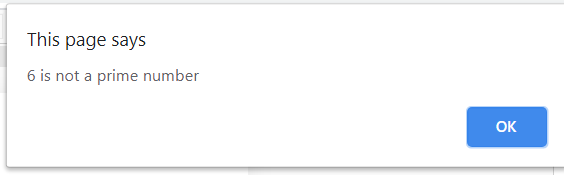 This page says
6 is not a prime number
OK